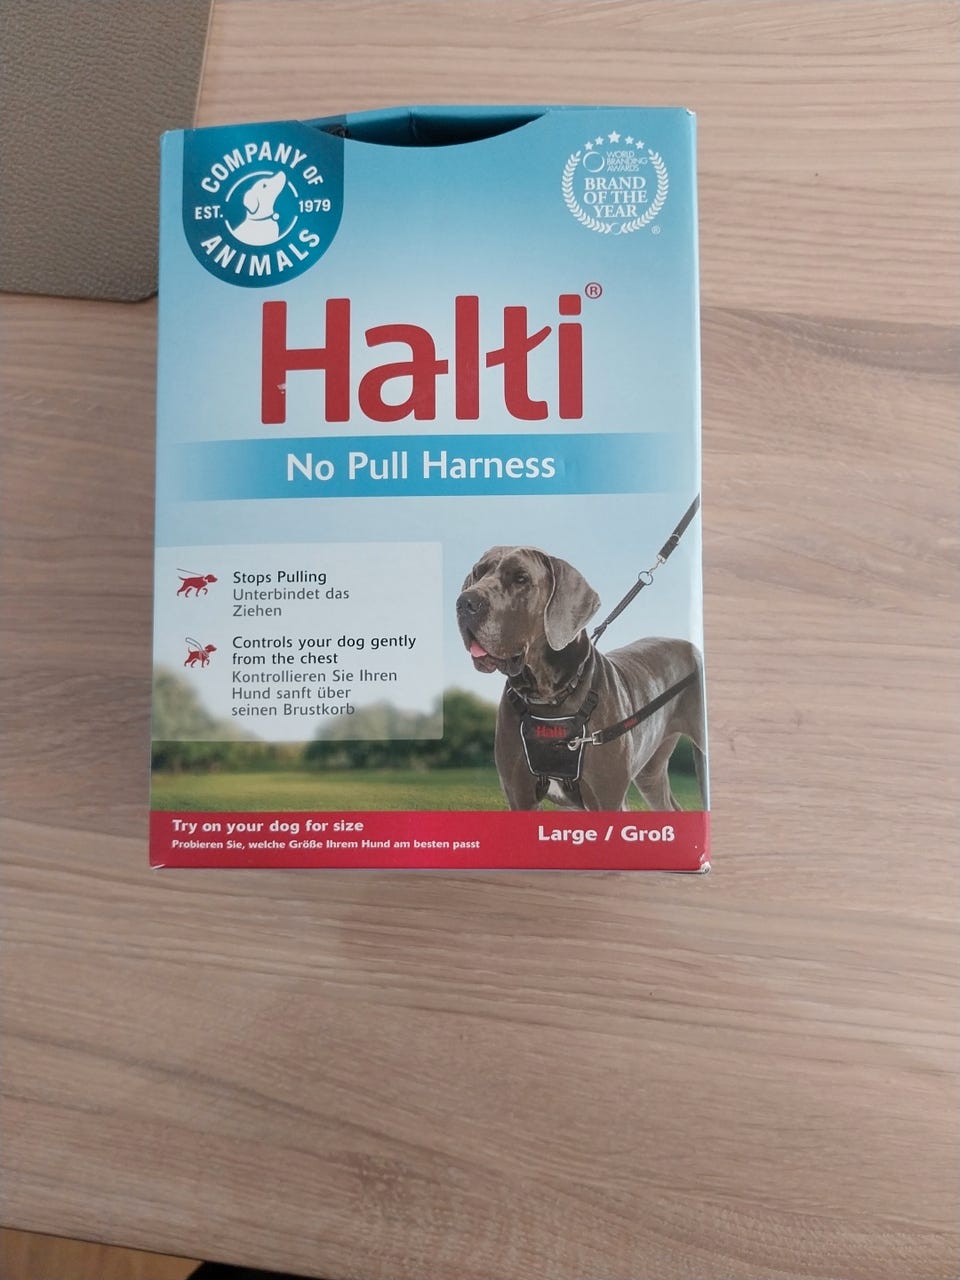 COMPANY OF
EST. 1979
ANIMALS
WORLD
BRANDING
AWARDS
BRAND
OF THE
YEAR
®
Halti®
No Pull Harness
Stops Pulling
Unterbindet das
Ziehen
Controls your dog gently
from the chest
Kontrollieren Sie Ihren
Hund sanft über
seinen Brustkorb
Halti
Halti
Try on your dog for size
Probieren Sie, welche Größe Ihrem Hund am besten passt
Large / Groß